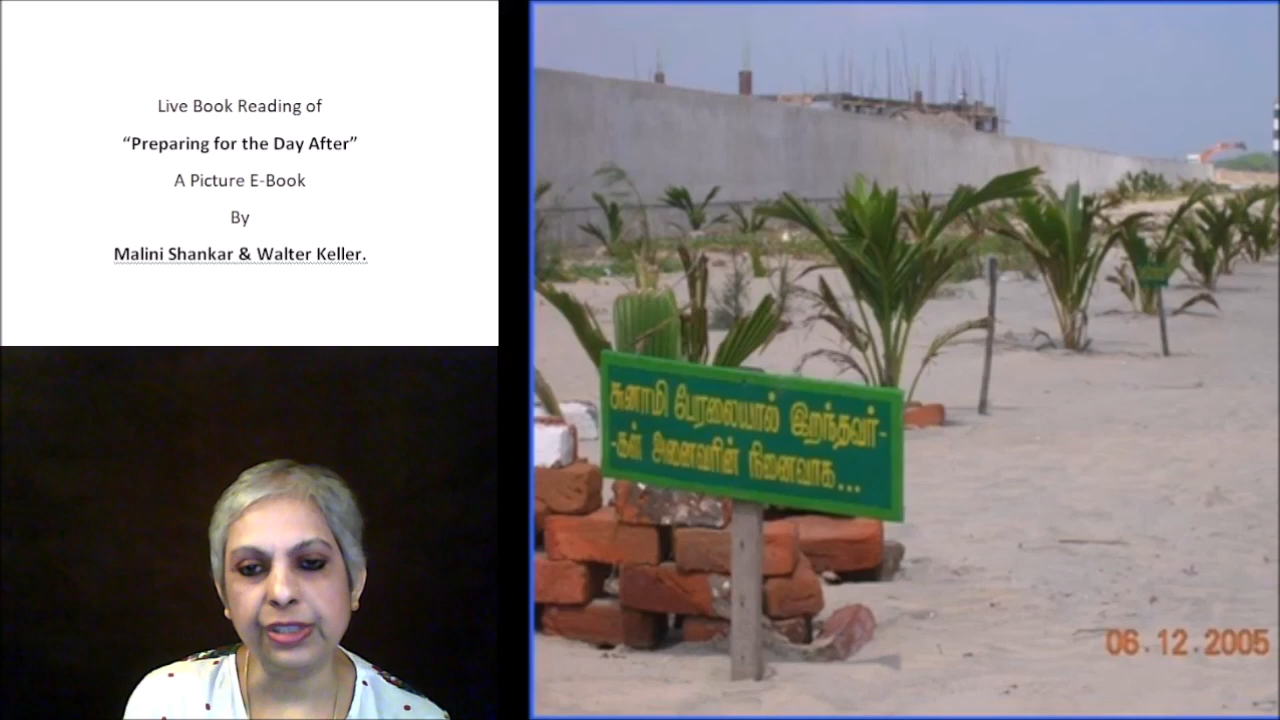 Live Book Reading of
“Preparing for the Day After”
A Picture E-Book
By
Malini Shankar & Walter Keller.
சுனாமி பேரலையால் இறந்தவர்-
-கள் அனைவரின் நினைவாக...
06.12.2005